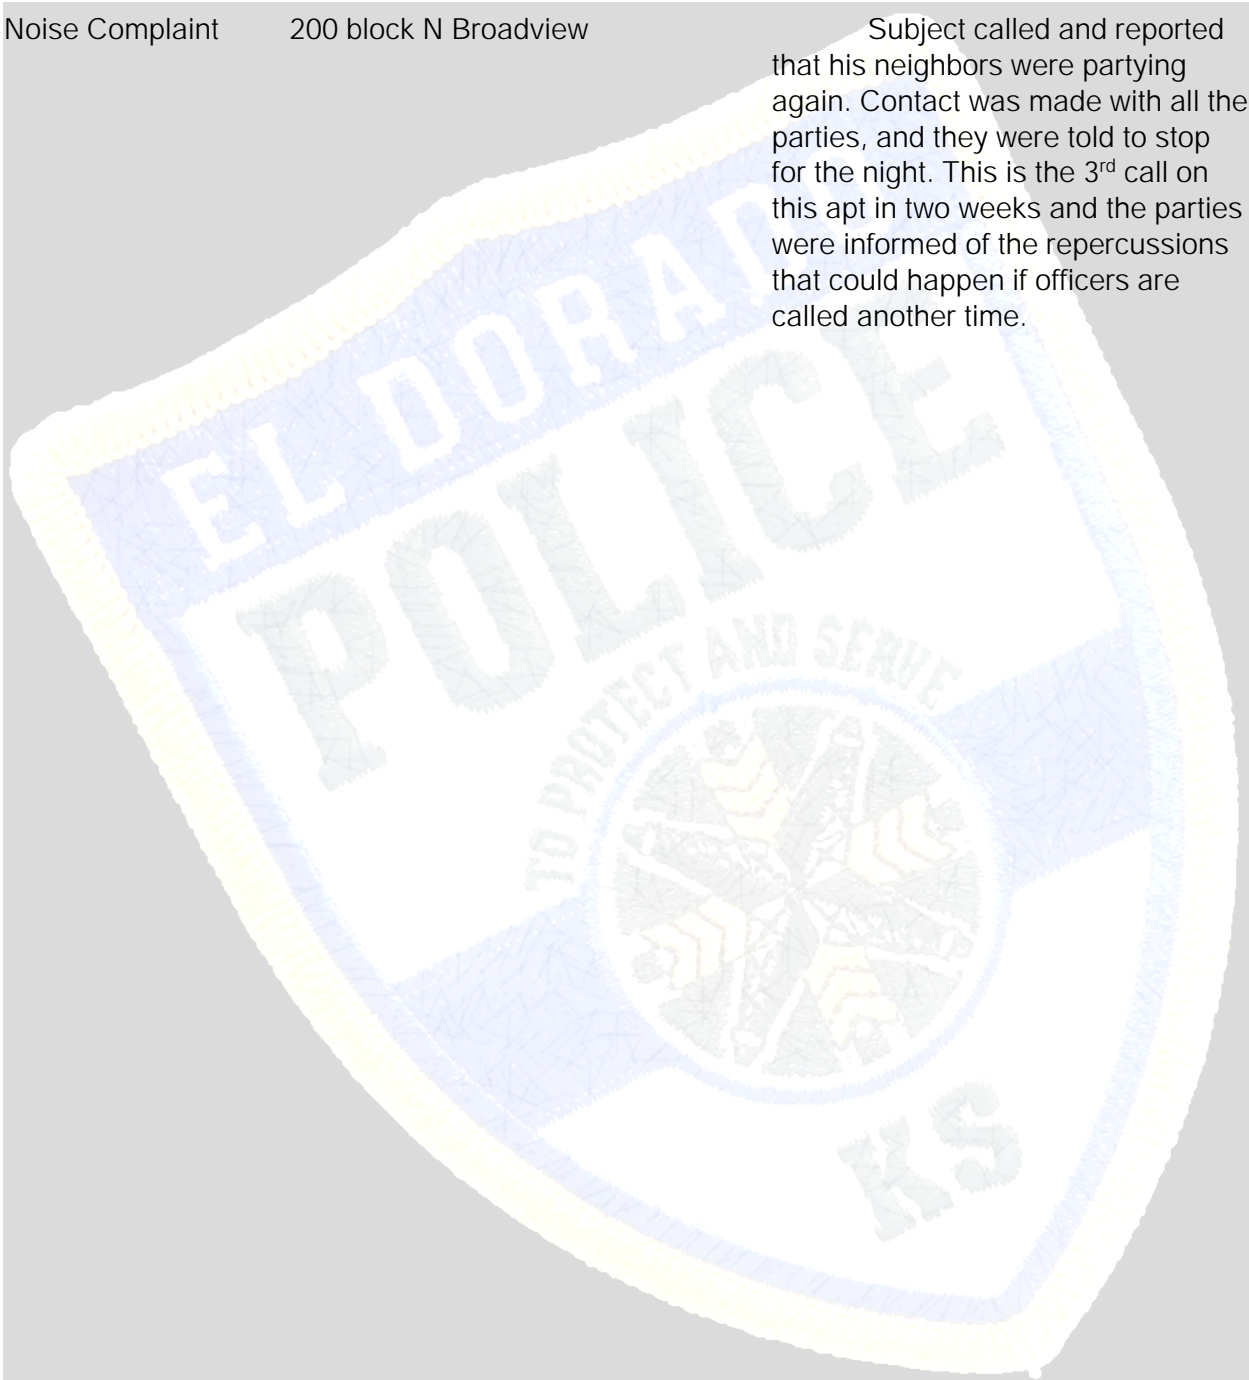 Noise Complaint 200 block N Broadview Subject called and reported
that his neighbors were partying
again. Contact was made with all the
parties, and they were told to stop
for the night. This is the 3rd call on
this apt in two weeks and the parties
were informed of the repercussions
that could happen if officers are
called another time.
EL DORADO
POLICE
TO PROTECT AND SERVE
KS